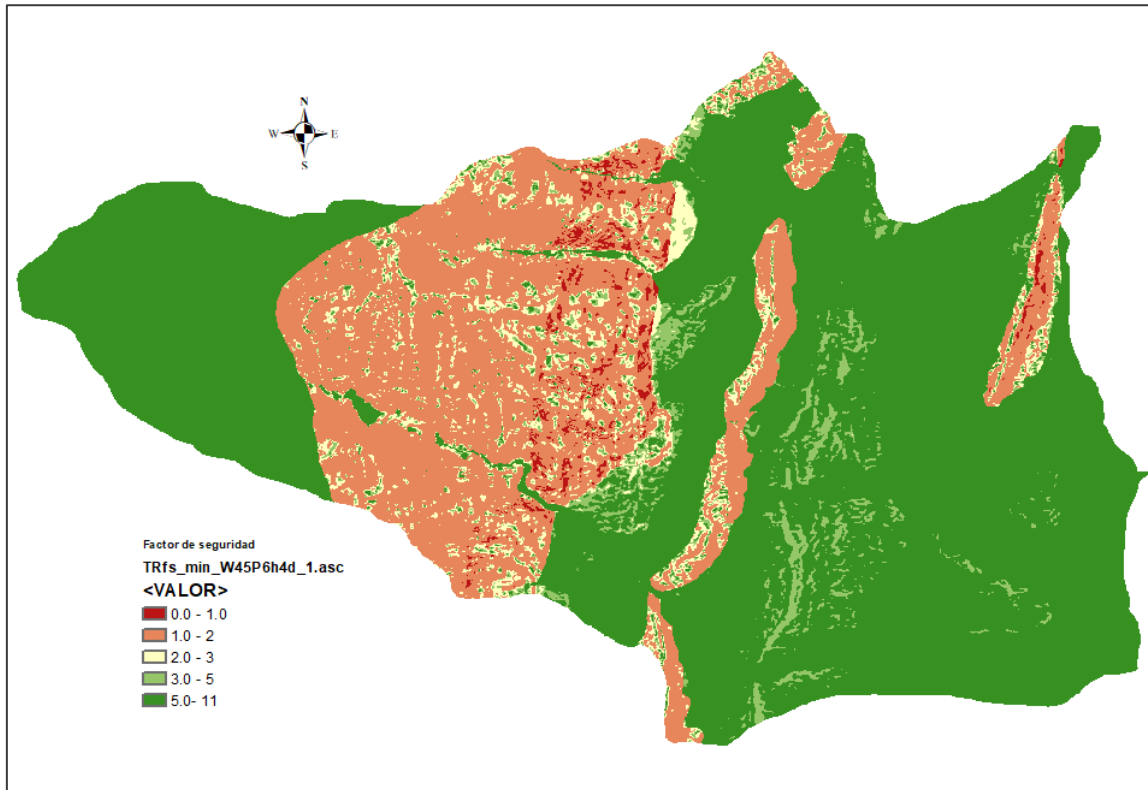 N
W E
S
Factor de seguridad
TRfs_min_W45P6h4d_1.asc
<VALOR>
0.0 - 1.0
1.0 - 2
2.0 - 3
3.0 - 5
5.0- 11